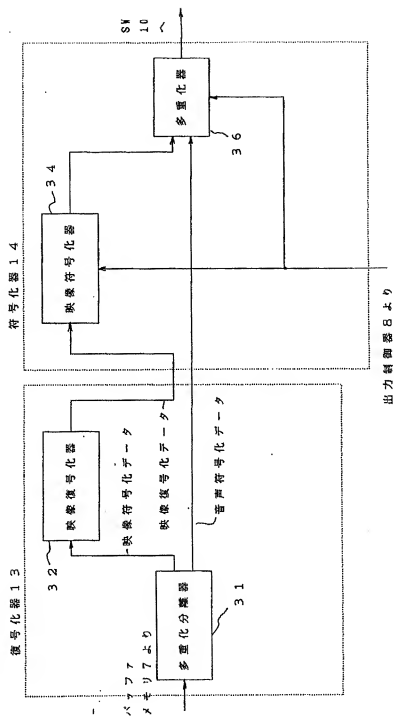 復号化器13
バッファ
メモリ7より
多重化分離器
31
32
映像復号化器
映像符号化データ
映像復号化データ
音声符号化データ
符号化器14
34
映像符号化器
多重化器
36
SW
10へ
出力制御器8より